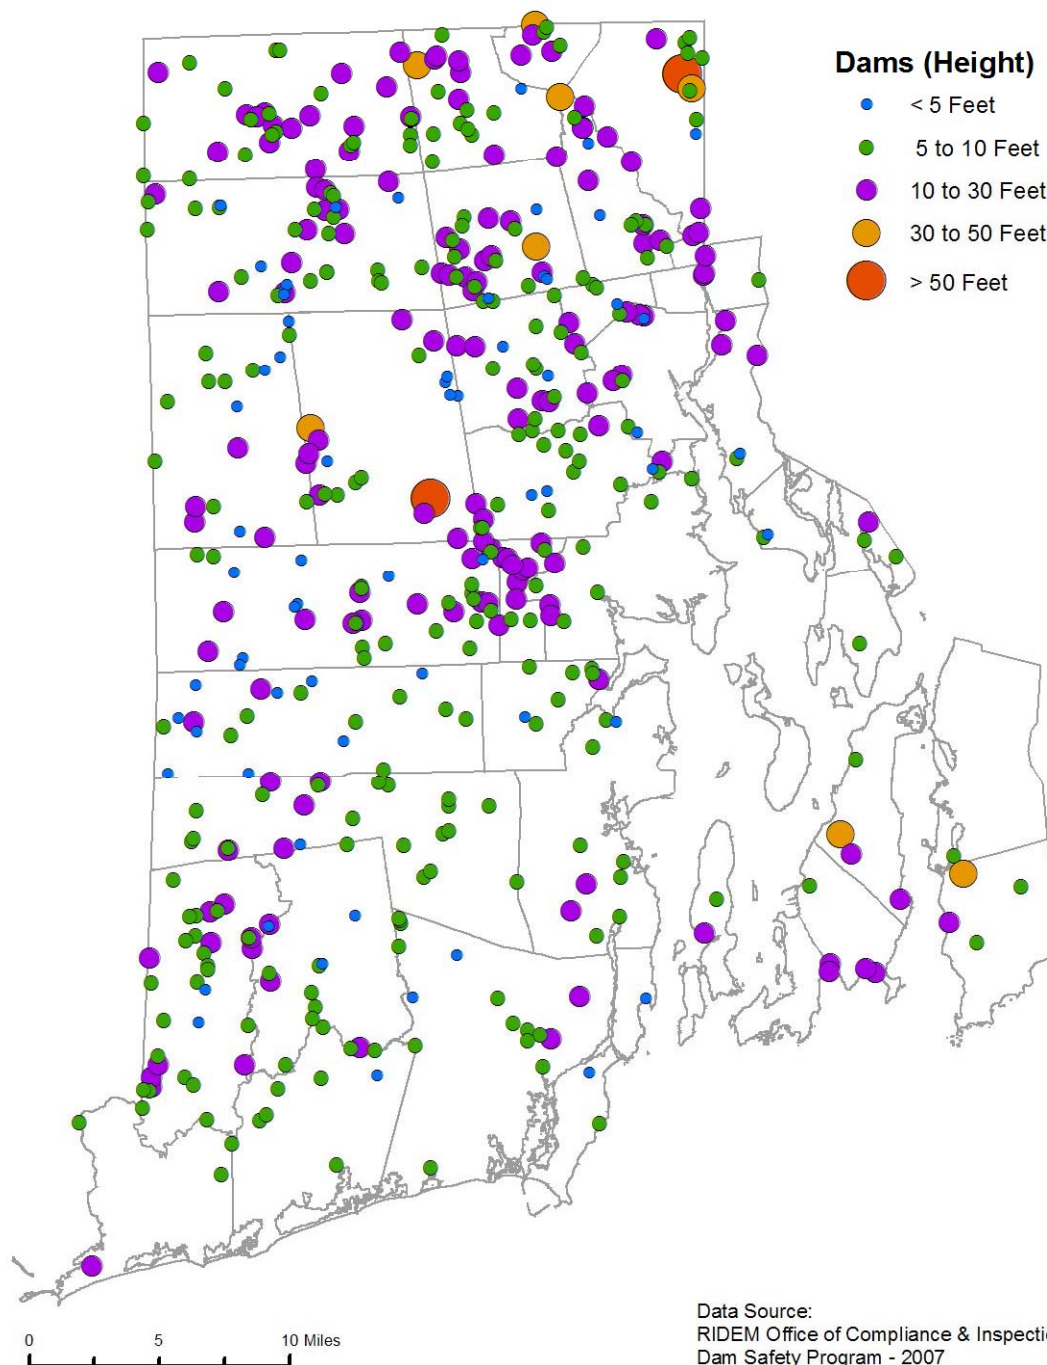 Dams (Height)
< 5 Feet
5 to 10 Feet
10 to 30 Feet
30 to 50 Feet
> 50 Feet
0 5 10 Miles
Data Source:
RIDEM Office of Compliance & Inspectio
Dam Safety Program - 2007